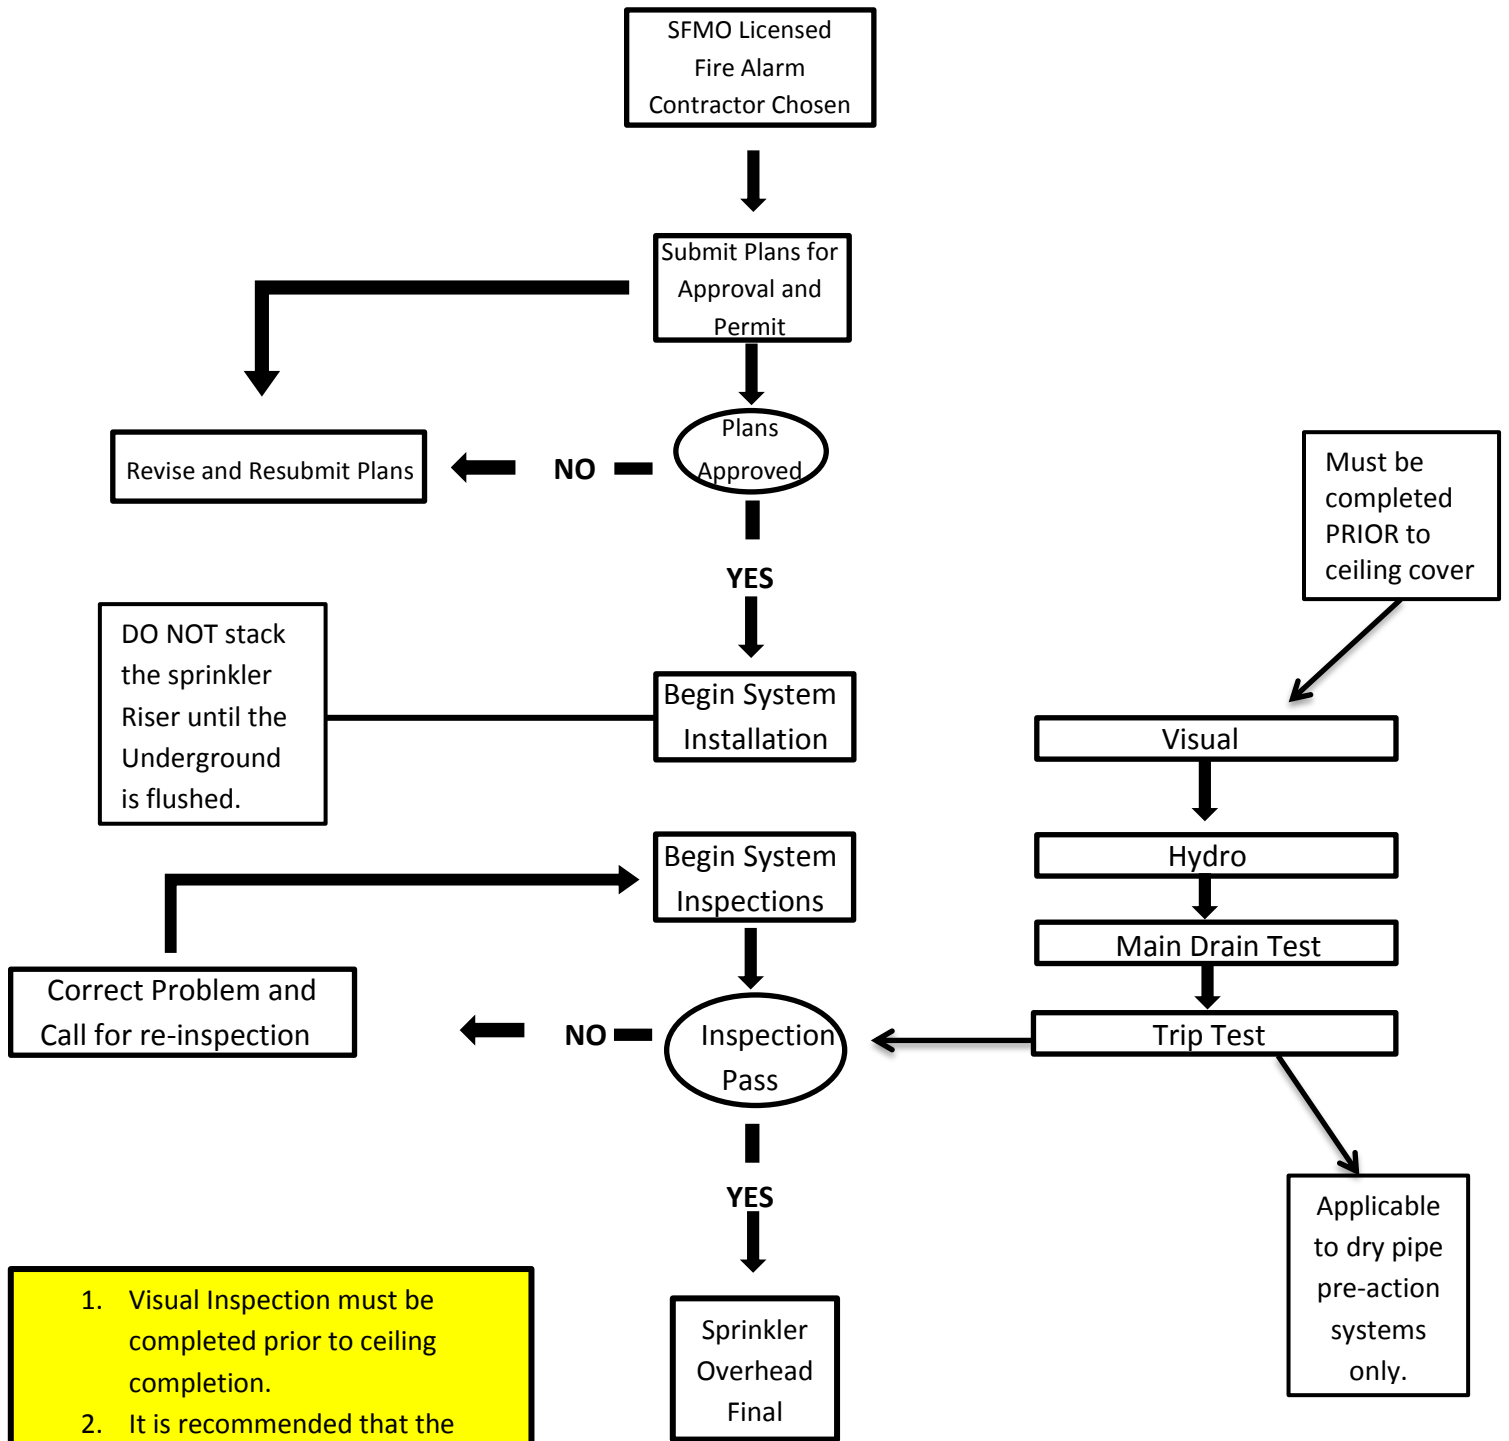 SFMO Licensed
Fire Alarm
Contractor Chosen
Submit Plans for
Approval and
Permit
Plans
Approved
NO
Revise and Resubmit Plans
YES
Must be
completed
PRIOR to
ceiling cover
DO NOT stack
the sprinkler
Riser until the
Underground
is flushed.
Begin System
Installation
Visual
Hydro
Main Drain Test
Trip Test
Begin System
Inspections
Correct Problem and
Call for re-inspection
NO
Inspection
Pass
YES
Applicable
to dry pipe
pre-action
systems
only.
Sprinkler
Overhead
Final
1. Visual Inspection must be
completed prior to ceiling
completion.
2. It is recommended that the